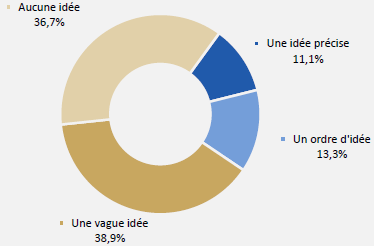 Aucune idée
36,7%
Une idée précise
11,1%
Un ordre d'idée
13,3%
Une vague idée
38,9%